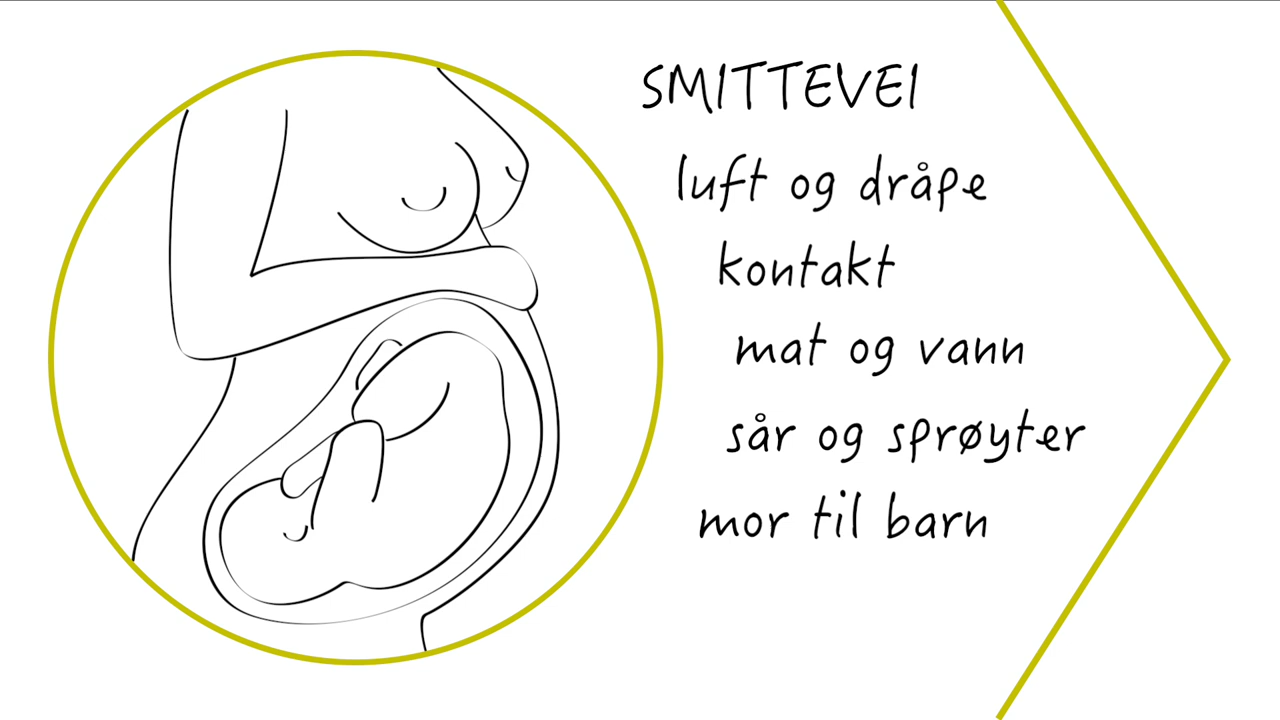 SMITTEVEI
luft og dråpe
kontakt
mat og vann
sår og sprøyter
mor til barn